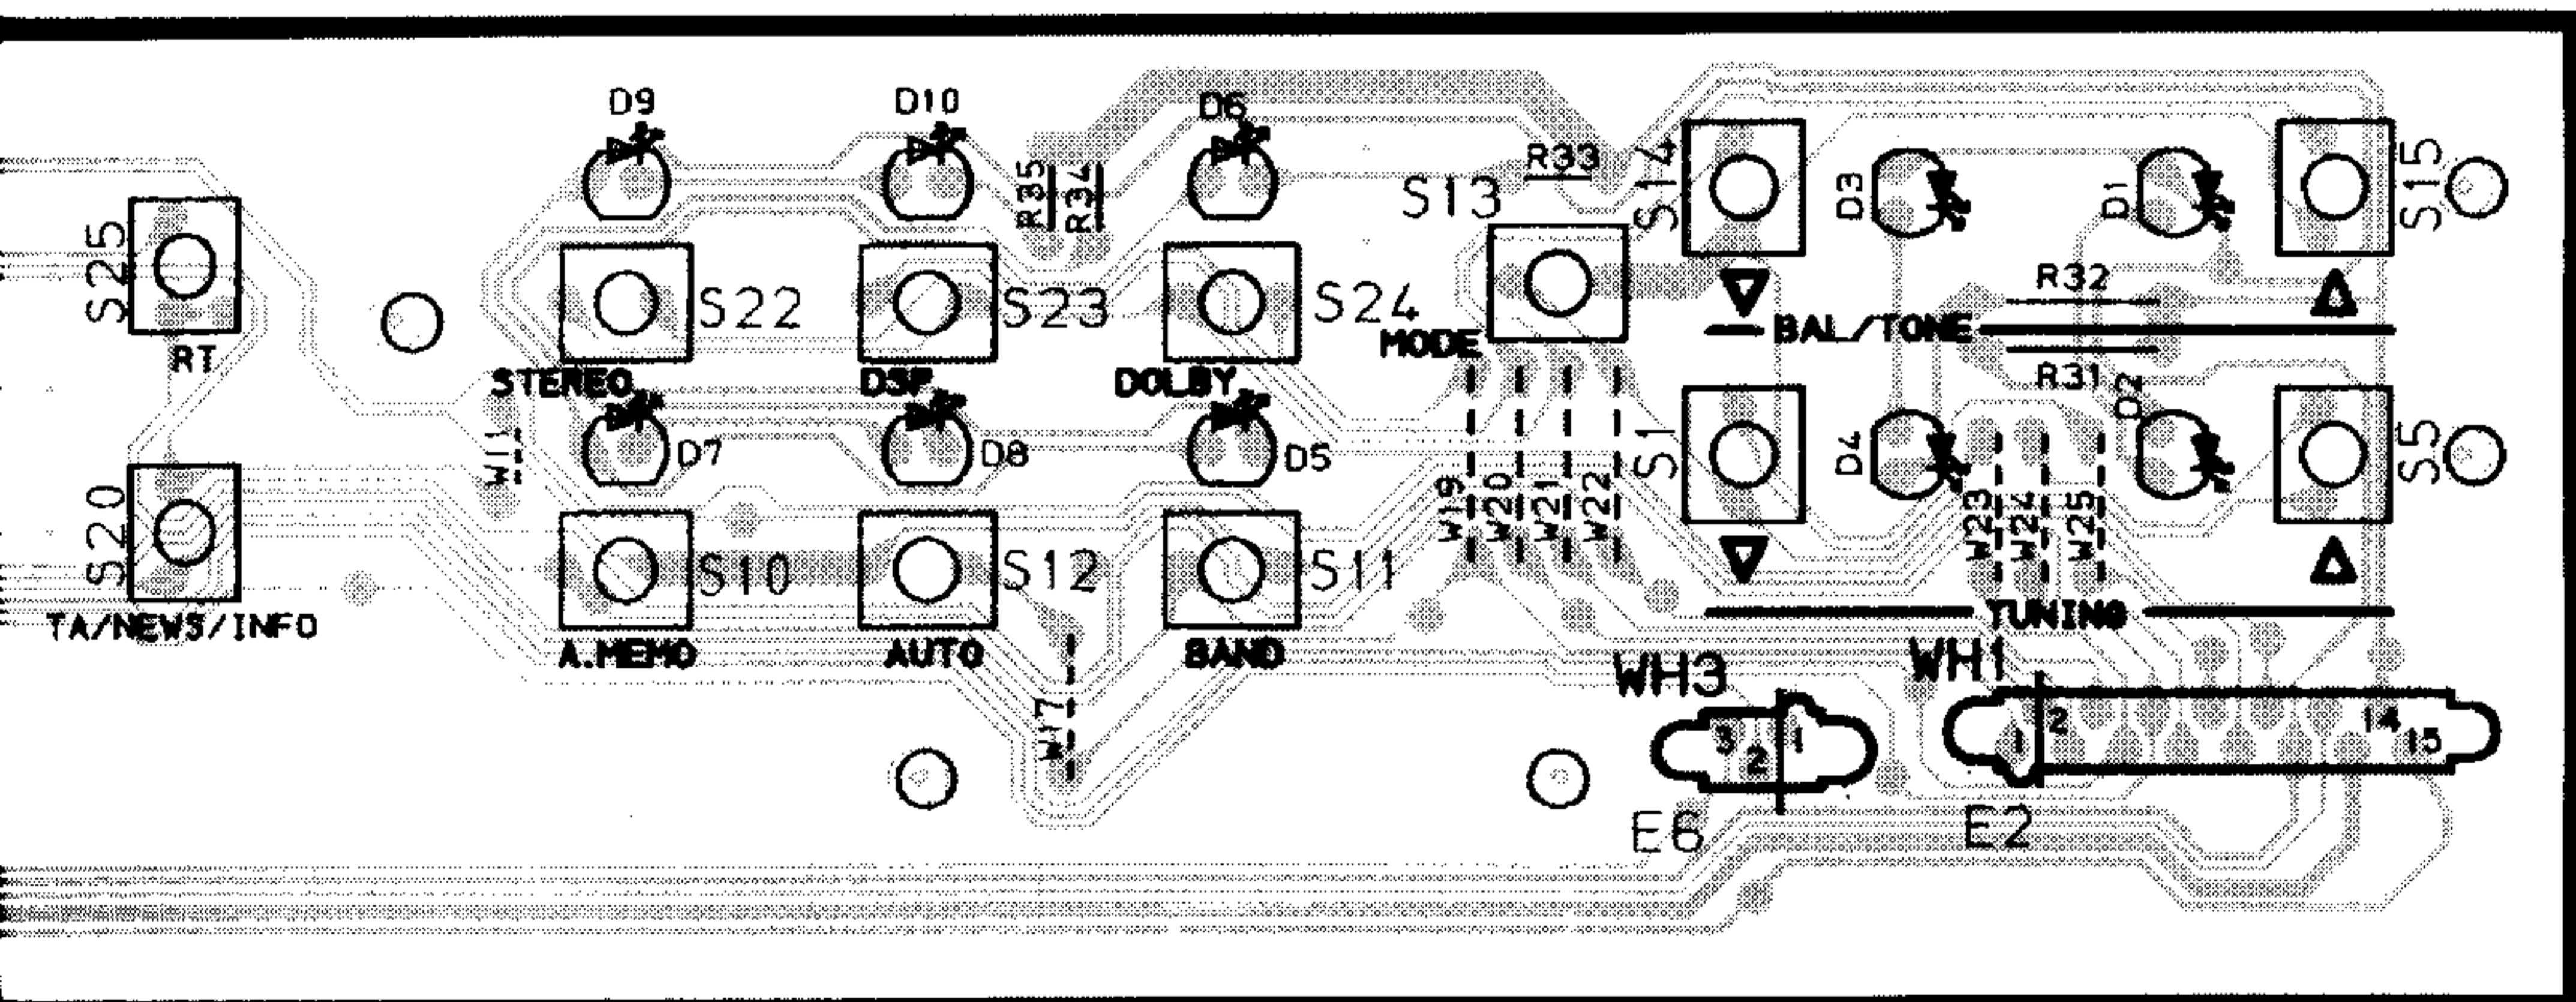 D9
D10
D6
R35
R34
R33
S13
S14
D3
D1
S15
S25
RT
S22
S23
S24
MODE
R32
BAL/TONE
R31
STEREO
DSP
DOLBY
D2
W11
D7
D8
D5
S1
D4
S5
W19
W20
W21
W22
W23
W24
W25
S20
TA/NEWS/INFO
S10
S12
S11
A.MEMO
AUTO
BAND
TUNING
WH3
WH1
W17
3
2
1
1
2
14
15
E6
E2